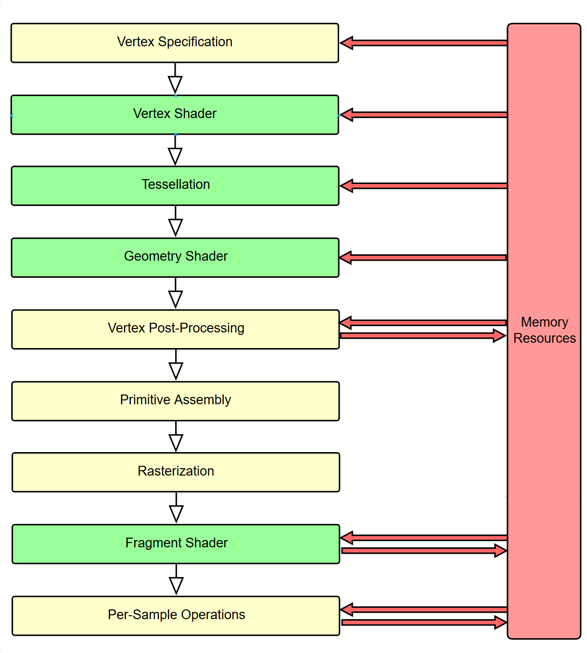 Vertex Specification
Vertex Shader
Tessellation
Geometry Shader
Vertex Post-Processing
Primitive Assembly
Rasterization
Fragment Shader
Per-Sample Operations
Memory
Resources